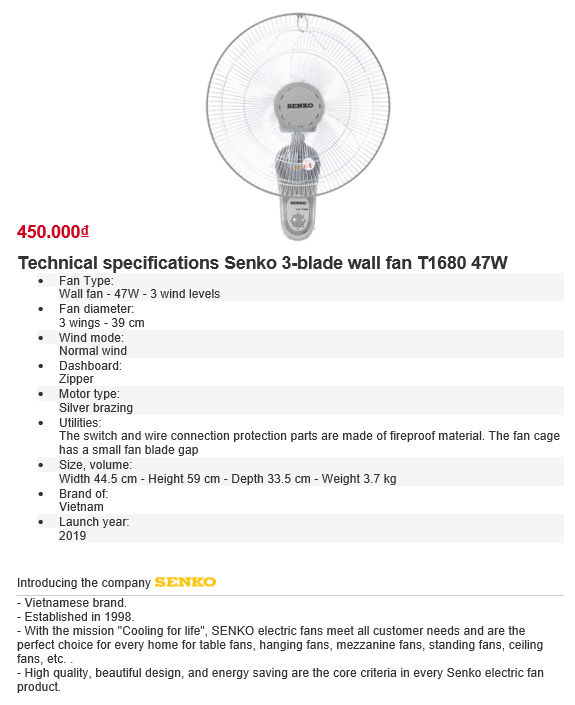 SENKO
SENKO
450.000₫
Technical specifications Senko 3-blade wall fan T1680 47W
• Fan Type:
Wall fan - 47W - 3 wind levels
• Fan diameter:
3 wings - 39 cm
• Wind mode:
Normal wind
• Dashboard:
Zipper
• Motor type:
Silver brazing
• Utilities:
The switch and wire connection protection parts are made of fireproof material. The fan cage
has a small fan blade gap
• Size, volume:
Width 44.5 cm - Height 59 cm - Depth 33.5 cm - Weight 3.7 kg
• Brand of:
Vietnam
• Launch year:
2019
Introducing the company SENKO
- Vietnamese brand.
- Established in 1998.
- With the mission "Cooling for life", SENKO electric fans meet all customer needs and are the
perfect choice for every home for table fans, hanging fans, mezzanine fans, standing fans, ceiling
fans, etc. .
- High quality, beautiful design, and energy saving are the core criteria in every Senko electric fan
product.